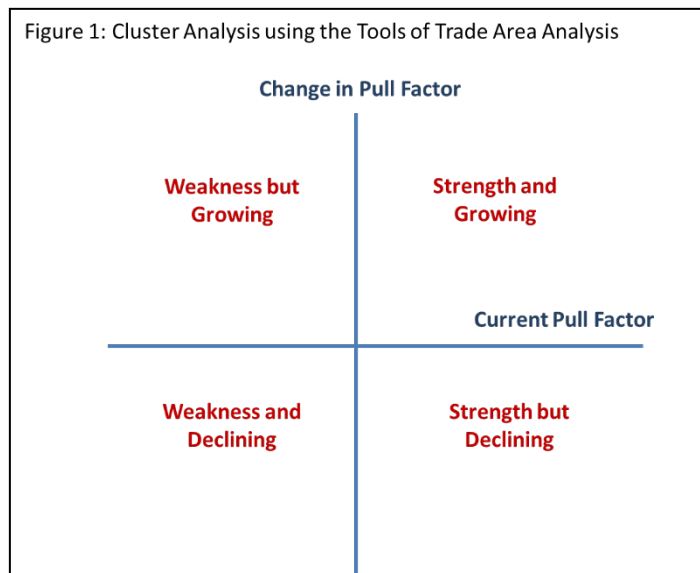 Figure 1: Cluster Analysis using the Tools of Trade Area Analysis
Change in Pull Factor
Weakness but
Growing
Strength and
Growing
Current Pull Factor
Weakness and
Declining
Strength but
Declining